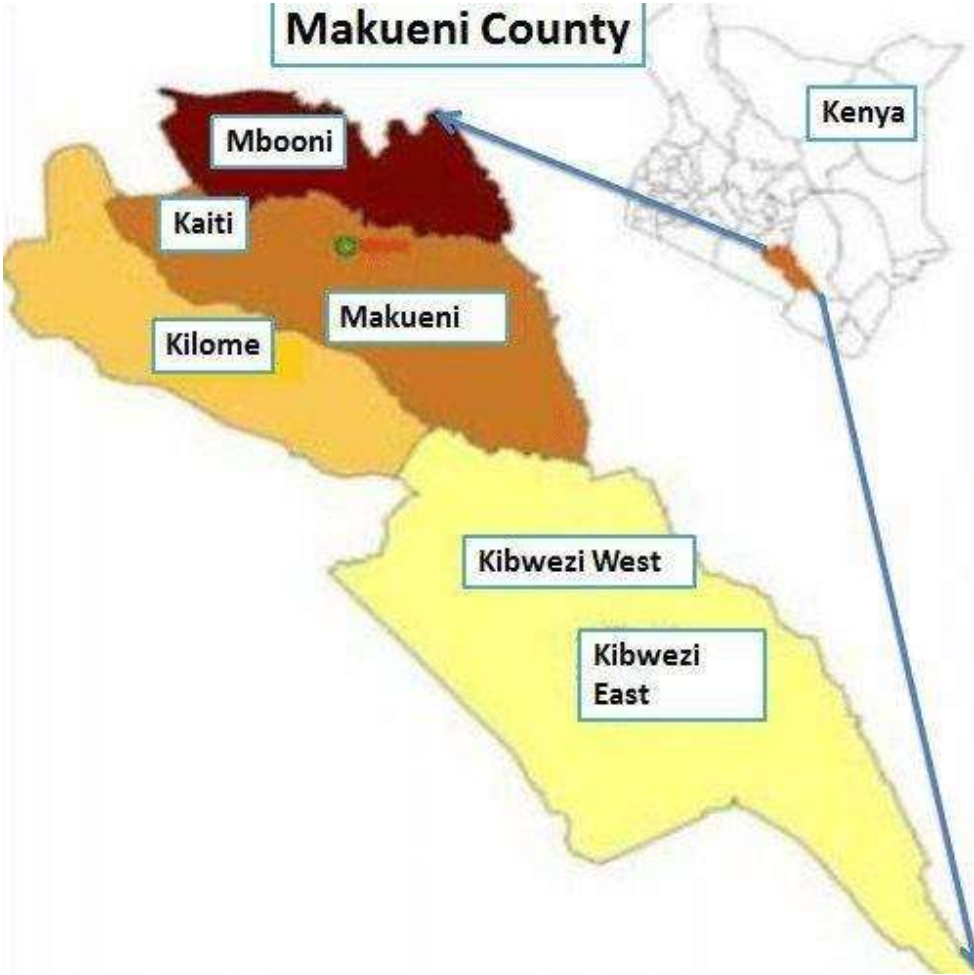 Makueni County
Kenya
Mbooni
Kaiti
Makueni
Kilome
Kibwezi West
Kibwezi
East